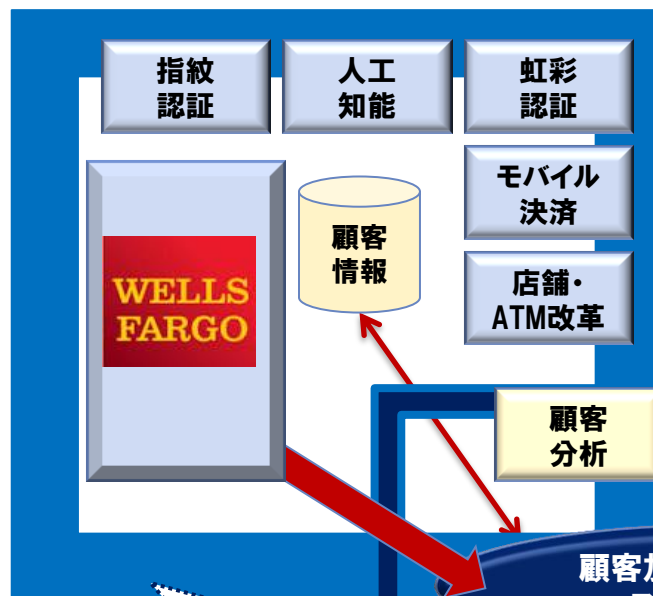 指紋
認証
人工
知能
虹彩
認証
モバイル
決済
顧客
情報
店舗・
ATM改革
WELLS
FARGO
顧客
分析
顧客